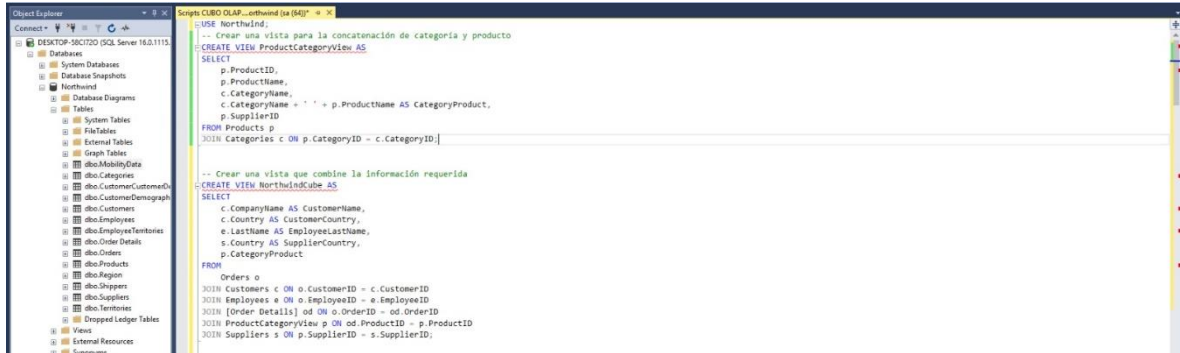 Object Explorer
Connect
DESKTOP-58CI72O (SQL Server 16.0.1115.
Databases
System Databases
Database Snapshots
Northwind
Database Diagrams
Tables
System Tables
FileTables
External Tables
Graph Tables
dbo.MobilityData
dbo.Categories
dbo.CustomerCustomerDe
dbo.CustomerDemograph
dbo.Customers
dbo.Employees
dbo.EmployeeTerritories
dbo.Order Details
dbo.Orders
dbo.Products
dbo.Region
dbo.Shippers
dbo.Suppliers
dbo.Territories
Dropped Ledger Tables
Views
External Resources
Synonyms
Scripts CUBO OLAP....orthwind (sa (64))*
USE Northwind;
-- Crear una vista para la concatenación de categoría y producto
CREATE VIEW ProductCategoryView AS
SELECT
p.ProductID,
p.ProductName,
c.CategoryName,
c.CategoryName + ' ' + p.ProductName AS CategoryProduct,
p.SupplierID
FROM Products p
JOIN Categories c ON p.CategoryID = c.CategoryID;
-- Crear una vista que combine la información requerida
CREATE VIEW NorthwindCube AS
SELECT
c.CompanyName AS CustomerName,
c.Country AS CustomerCountry,
e.LastName AS EmployeeLastName,
s.Country AS SupplierCountry,
p.CategoryProduct
FROM
Orders o
JOIN Customers c ON o.CustomerID = c.CustomerID
JOIN Employees e ON o.EmployeeID = e.EmployeeID
JOIN [Order Details] od ON o.OrderID = od.OrderID
JOIN ProductCategoryView p ON od.ProductID = p.ProductID
JOIN Suppliers s ON p.SupplierID = s.SupplierID;